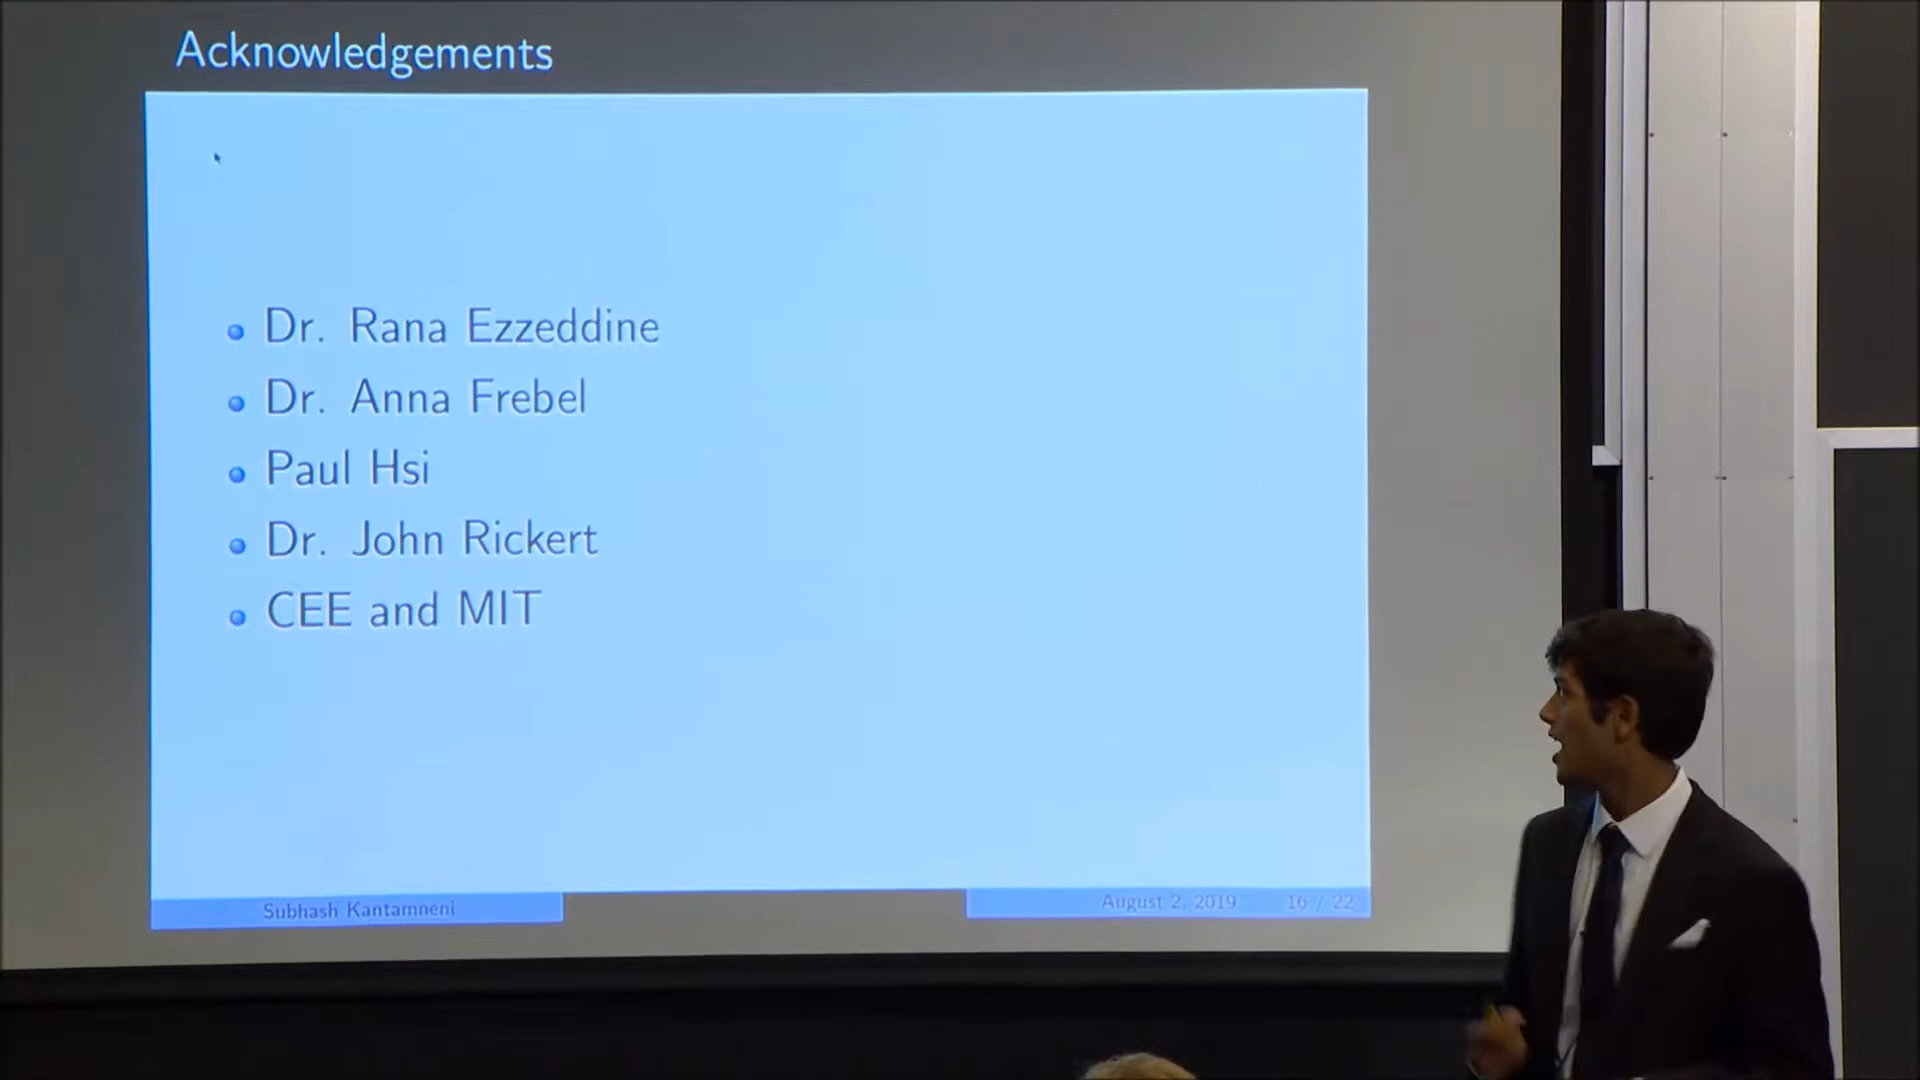 Acknowledgements
Dr. Rana Ezzeddine
Dr. Anna Frebel
Paul Hsi
Dr. John Rickert
CEE and MIT
Subhash Kantamneni
August 2, 2019 16 / 22